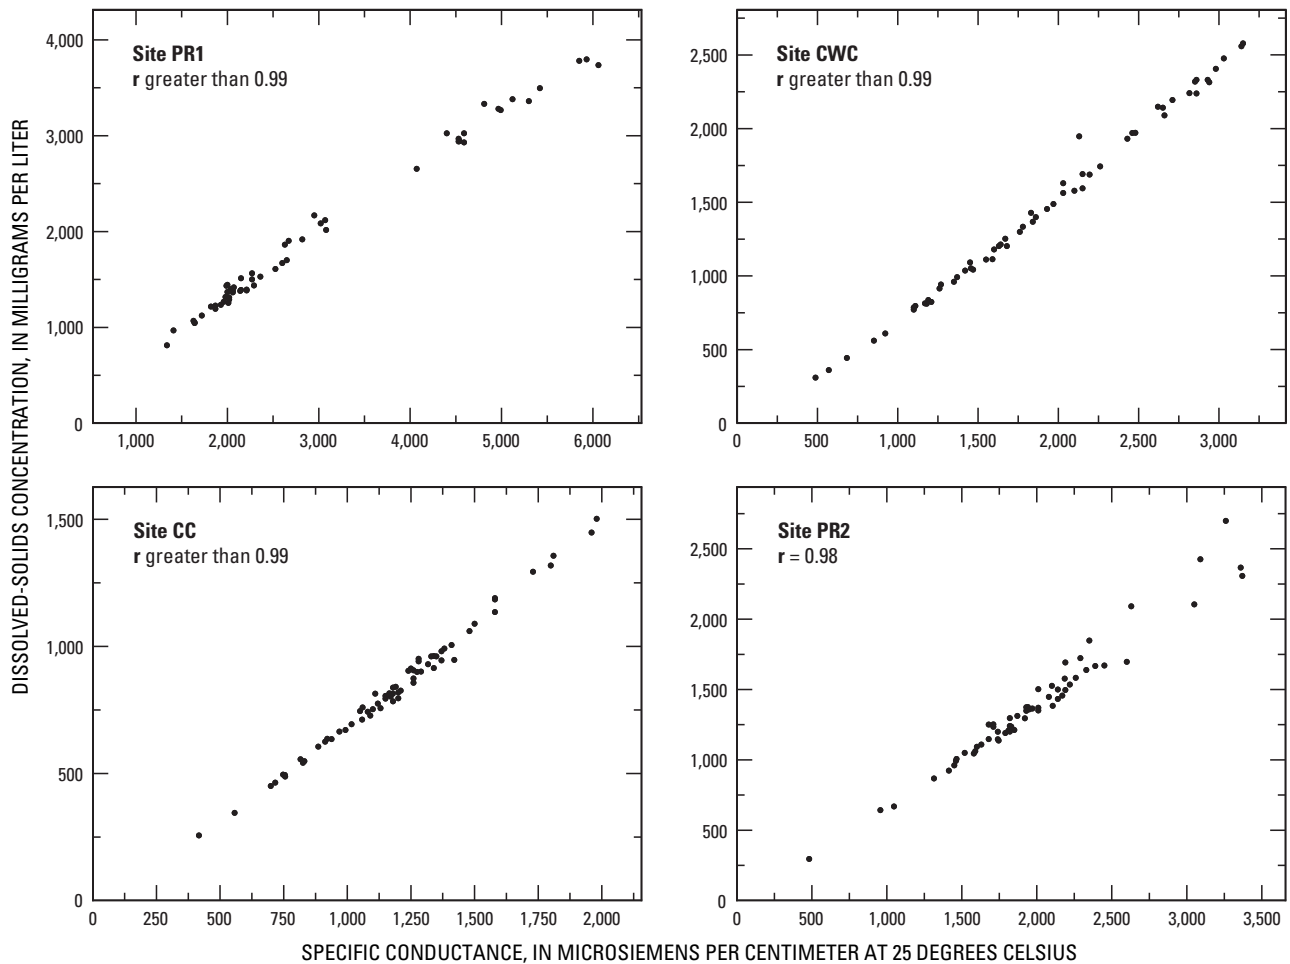 DISSOLVED-SOLIDS CONCENTRATION, IN MILLIGRAMS PER LITER
Site PR1
r greater than 0.99
4,000
3,000
2,000
1,000
0
1,000 2,000 3,000 4,000 5,000 6,000
Site CWC
r greater than 0.99
2,500
2,000
1,500
1,000
500
0
0 500 1,000 1,500 2,000 2,500 3,000
Site CC
r greater than 0.99
1,500
1,000
500
0
0 250 500 750 1,000 1,250 1,500 1,750 2,000
Site PR2
r = 0.98
2,500
2,000
1,500
1,000
500
0
0 500 1,000 1,500 2,000 2,500 3,000 3,500
SPECIFIC CONDUCTANCE, IN MICROSIEMENS PER CENTIMETER AT 25 DEGREES CELSIUS